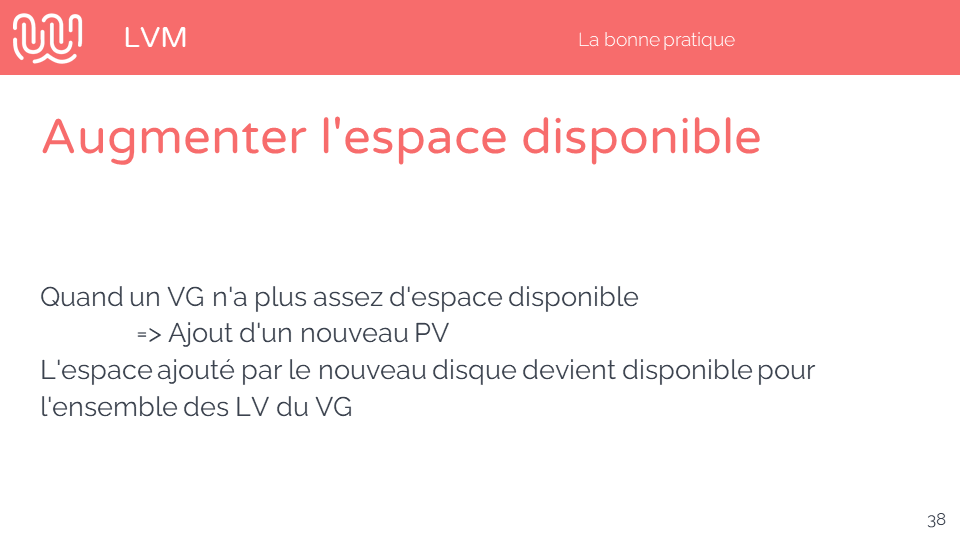 LVM
La bonne pratique
Augmenter l'espace disponible
Quand un VG n'a plus assez d'espace disponible
=> Ajout d'un nouveau PV
L'espace ajouté par le nouveau disque devient disponible pour
l'ensemble des LV du VG
38